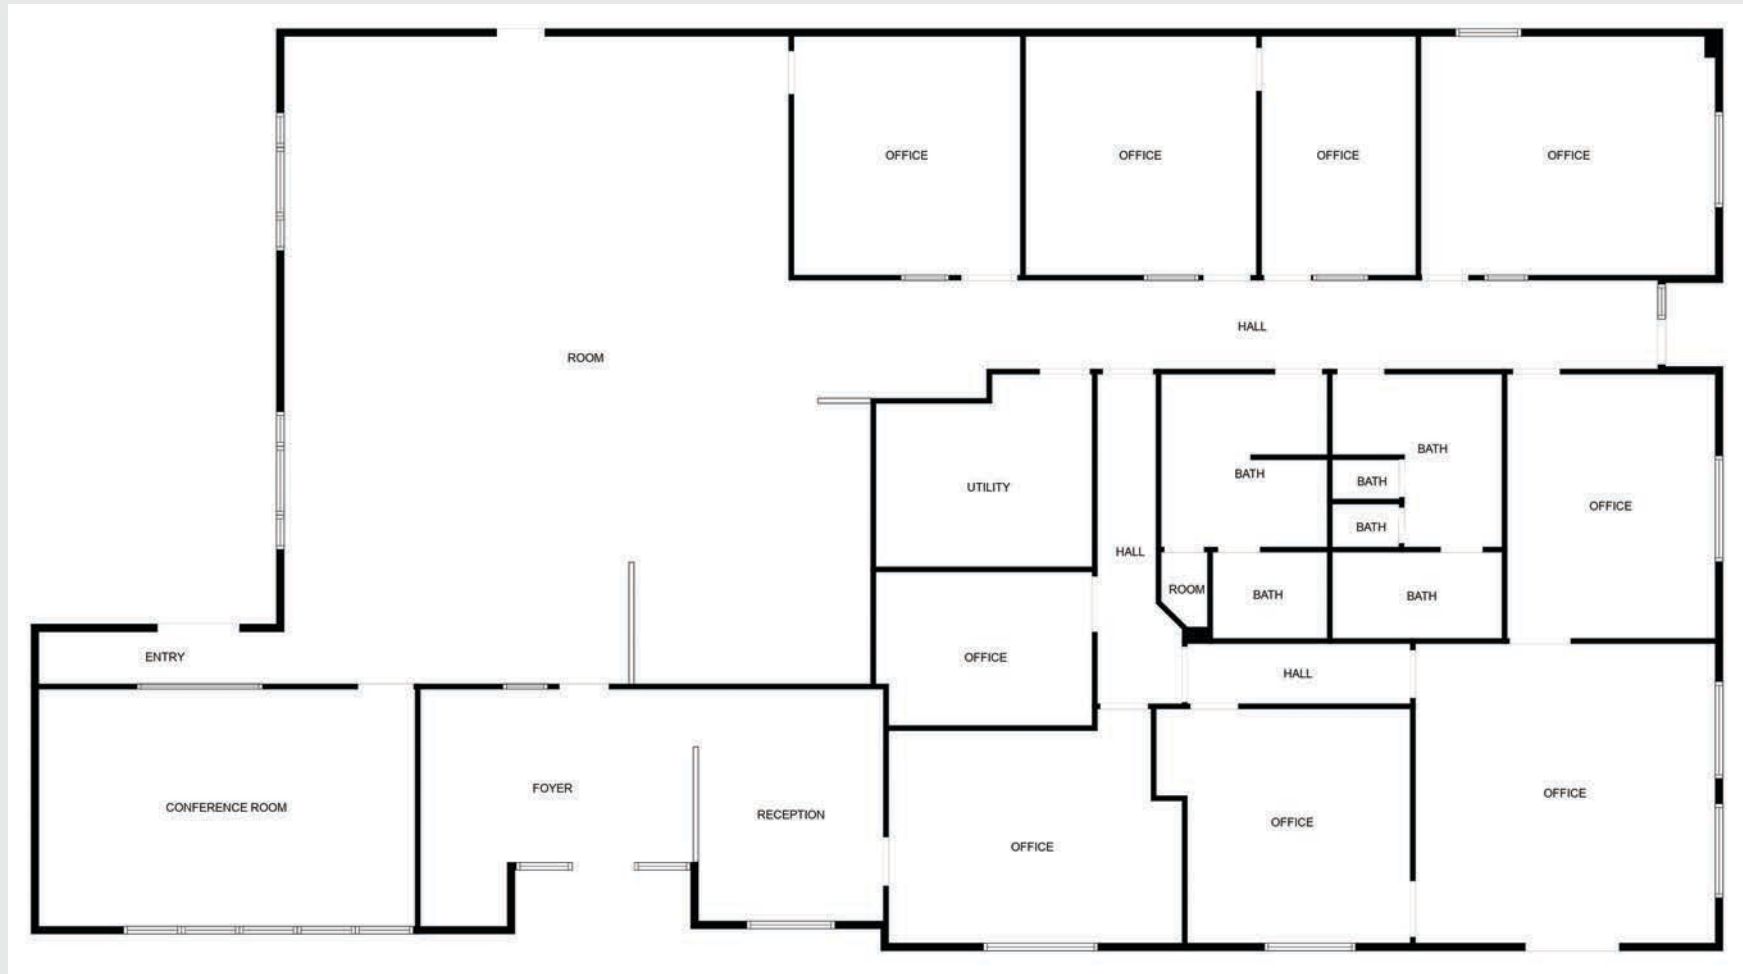 OFFICE
OFFICE
OFFICE
OFFICE
HALL
ROOM
BATH
BATH
BATH
UTILITY
OFFICE
BATH
HALL
ROOM
BATH
BATH
ENTRY
OFFICE
HALL
FOYER
OFFICE
CONFERENCE ROOM
RECEPTION
OFFICE
OFFICE